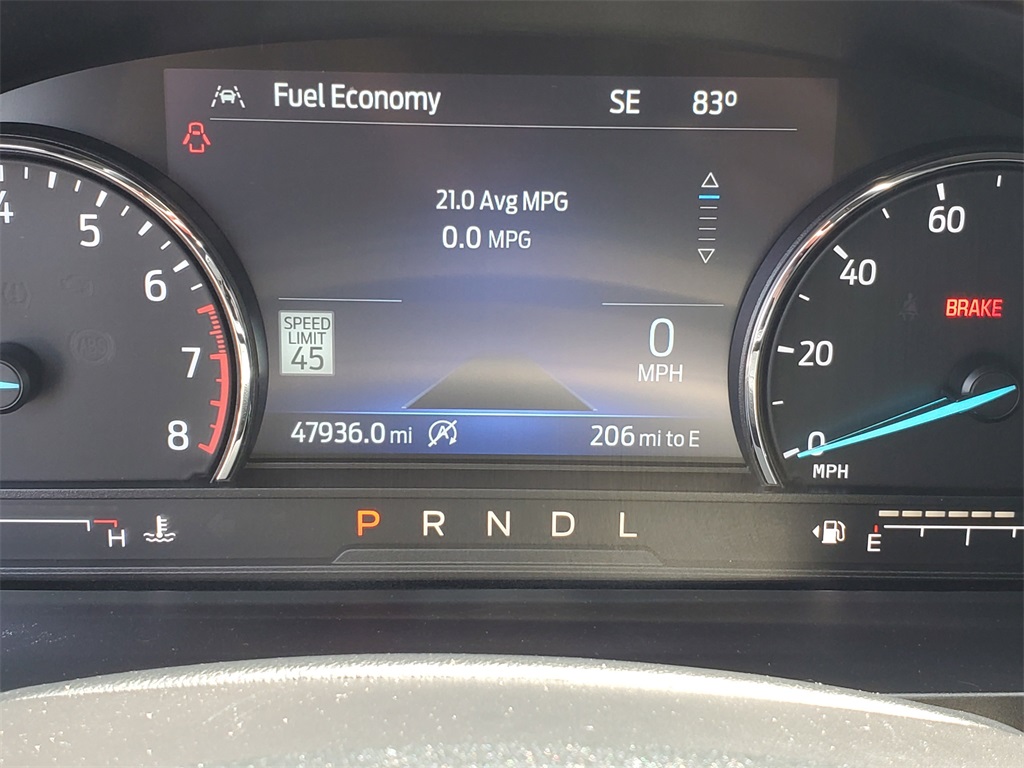 Fuel Economy SE 83º
21.0 Avg MPG
0.0 MPG
SPEED
LIMIT
45
0
MPH
47936.0 mi
206 mi to E
4
5
6
7
8
60
40
20
0
MPH
BRAKE
H
P R N D L
E